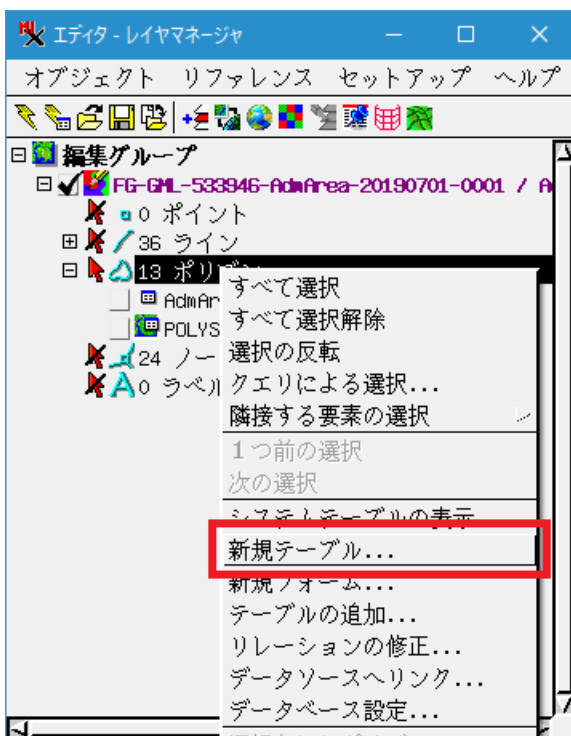 エディタ - レイヤマネージャ
オブジェクト リファレンス セットアップ ヘルプ
編集グループ
FG-GML-533946-AdmArea-20190701-0001 / A
0 ポイント
36 ライン
13 ポリゴン
AdmAr
POLYS
24 ノー
0 ラベル
すべて選択
すべて選択解除
選択の反転
クエリによる選択...
隣接する要素の選択
1つ前の選択
次の選択
システムテーブルの表示
新規テーブル...
新規フォーム...
テーブルの追加...
リレーションの修正...
データソースへリンク...
データベース設定...